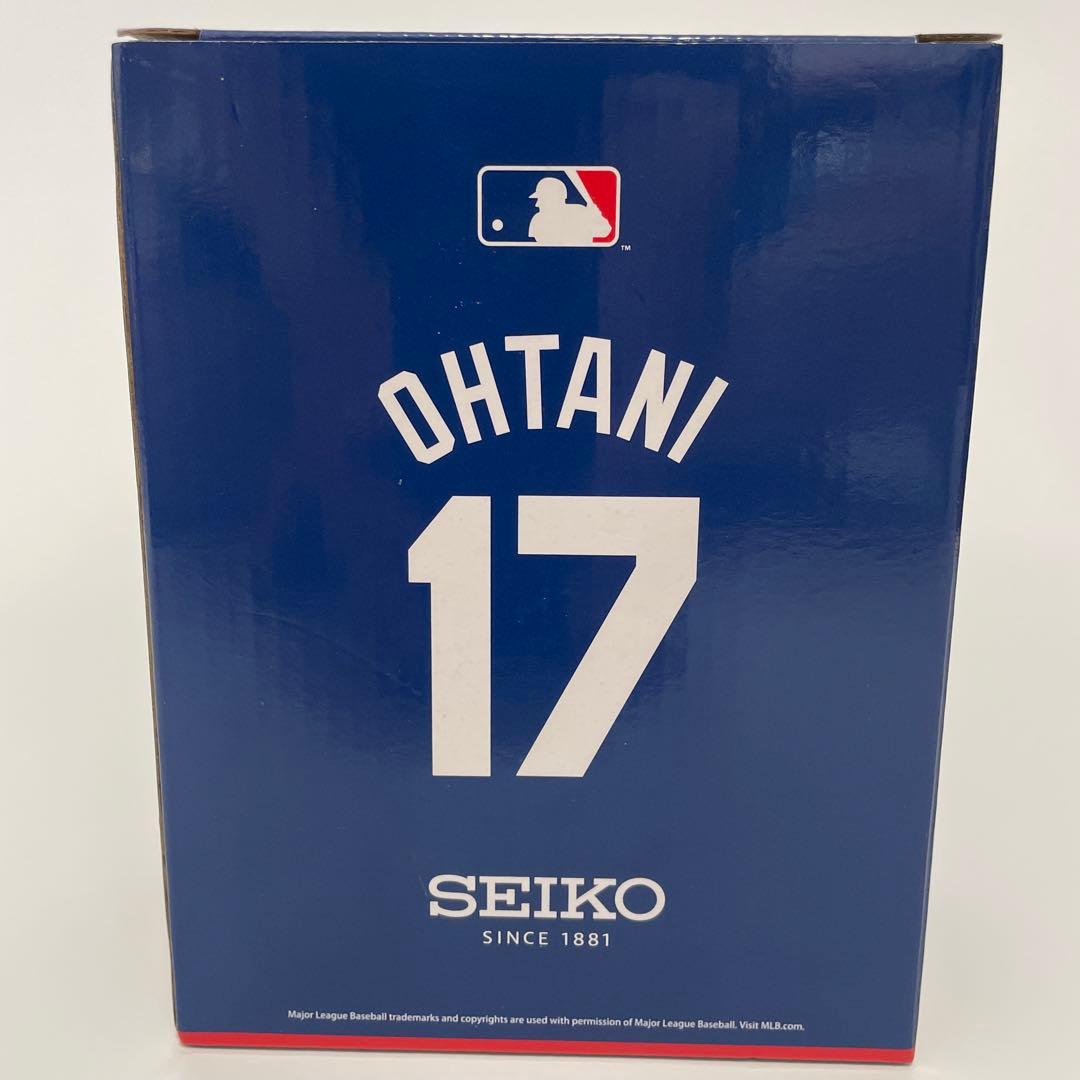 TM
OHTANI
17
SEIKO
SINCE 1881
Major League Baseball trademarks and copyrights are used with permission of Major League Baseball. Visit MLB.com.